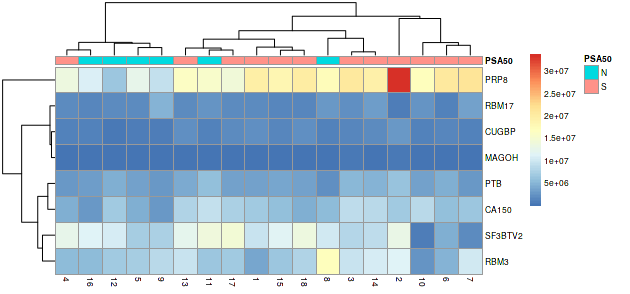 PSA50
PRP8
RBM17
CUGBP
MAGOH
PTB
CA150
SF3BTV2
RBM3
4 16 12 5 9 13 11 17 1 15 18 8 3 14 2 10 6 7
3e+07
2.5e+07
2e+07
1.5e+07
1e+07
5e+06
PSA50
N
S